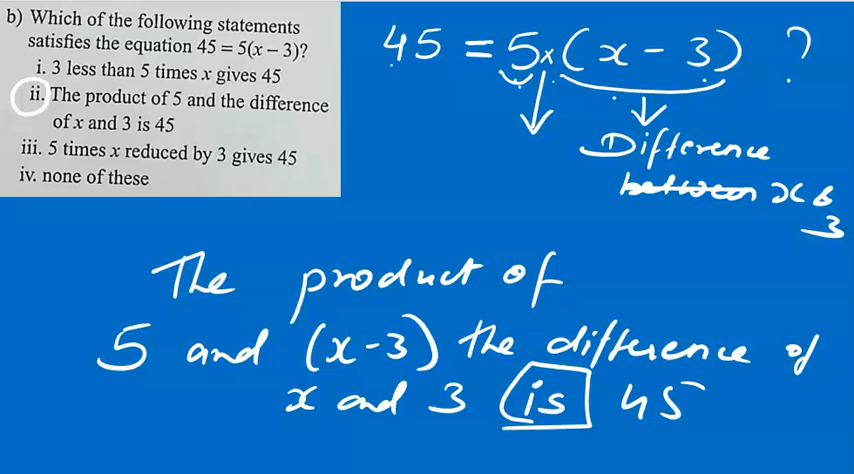 b) Which of the following statements
satisfies the equation 45 = 5(x – 3)?
i. 3 less than 5 times x gives 45
ii. The product of 5 and the difference
of x and 3 is 45
iii. 5 times x reduced by 3 gives 45
iv. none of these
45 = 5×(x - 3) ?
Difference
between x &
3
The product of
5 and (x-3) the difference of
x and 3 (is 45